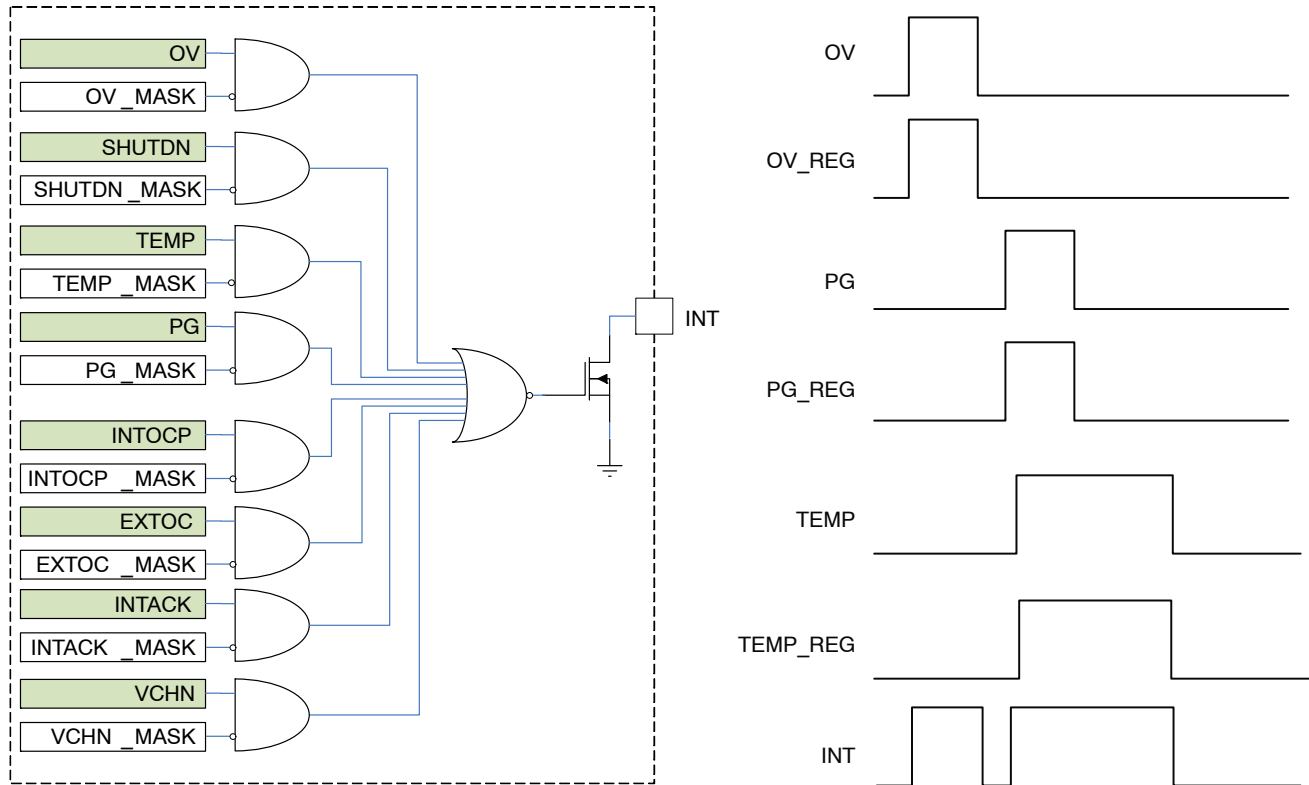 OV
OV _MASK
SHUTDN
SHUTDN _MASK
TEMP
TEMP _MASK
PG
PG _MASK
INTOCP
INTOCP _MASK
EXTOC
EXTOC _MASK
INTACK
INTACK _MASK
VCHN
VCHN _MASK
INT
OV
OV_REG
PG
PG_REG
TEMP
TEMP_REG
INT